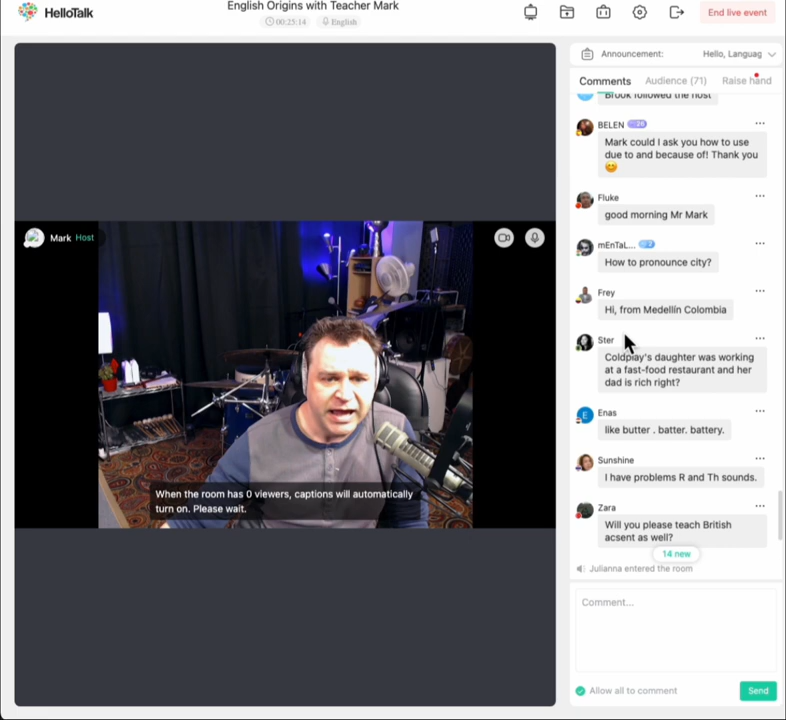 HelloTalk
English Origins with Teacher Mark
00:25:14
English
End live event
Mark Host
When the room has 0 viewers, captions will automatically
turn on. Please wait.
Announcement:
Hello, Languag
Comments
Audience (71)
Raise hand
Brook followed the host
BELEN
Mark could I ask you how to use
due to and because of! Thank you
😊
Fluke
good morning Mr Mark
mEnTaL...
How to pronounce city?
Frey
Hi, from Medellín Colombia
Ster
Coldplay's daughter was working
at a fast-food restaurant and her
dad is rich right?
E
Enas
like butter . batter. battery.
Sunshine
I have problems R and Th sounds.
Zara
Will you please teach British
acsent as well?
14 new
Julianna entered the room
Comment...
Allow all to comment
Send